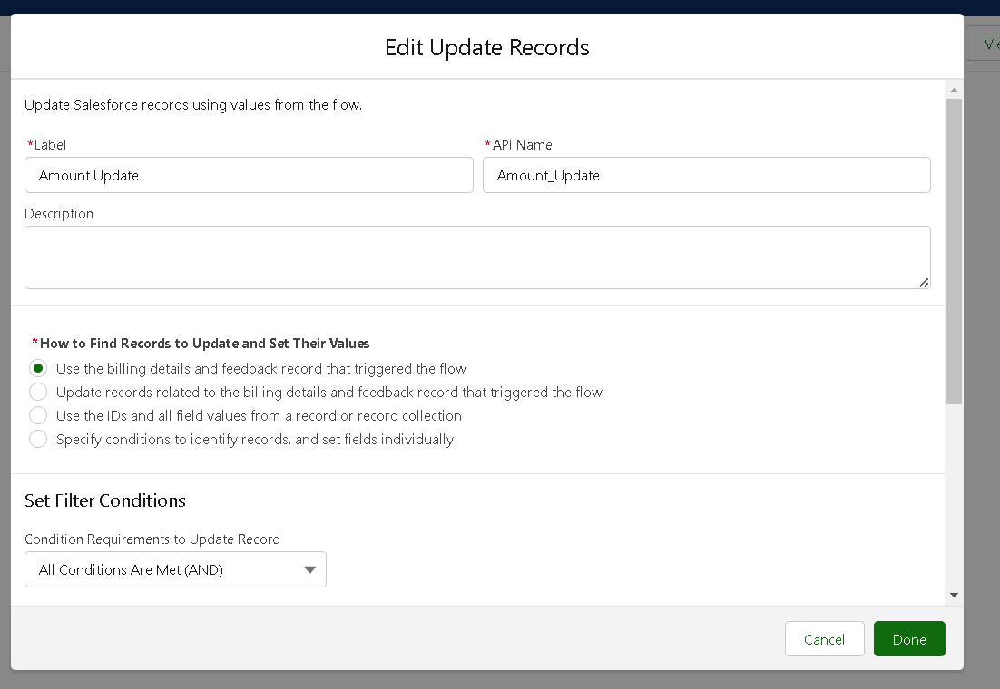 Edit Update Records
Update Salesforce records using values from the flow.
*Label
*API Name
Amount Update
Amount_Update
Description
*How to Find Records to Update and Set Their Values
Use the billing details and feedback record that triggered the flow
Update records related to the billing details and feedback record that triggered the flow
Use the IDs and all field values from a record or record collection
Specify conditions to identify records, and set fields individually
Set Filter Conditions
Condition Requirements to Update Record
All Conditions Are Met (AND)
Cancel
Done